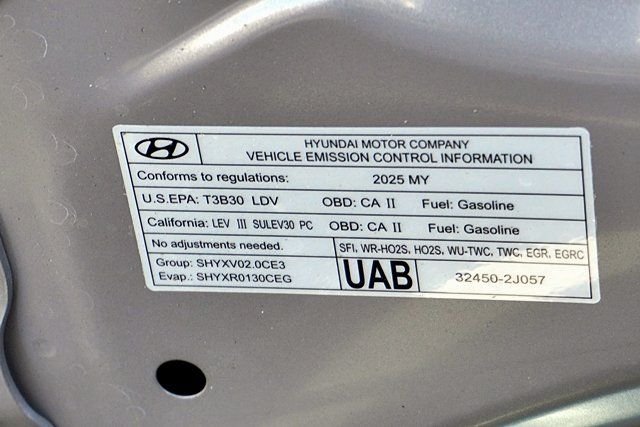 HYUNDAI MOTOR COMPANY
VEHICLE EMISSION CONTROL INFORMATION
Conforms to regulations: 2025 MY
U.S.EPA: T3B30 LDV OBD: CA II Fuel: Gasoline
California: LEV III SULEV30 PC OBD: CA II Fuel: Gasoline
No adjustments needed. SFI, WR-HO2S, HO2S, WU-TWC, TWC, EGR, EGRC
Group: SHYXV02.0CE3
Evap.: SHYXR0130CEG
UAB 32450-2J057